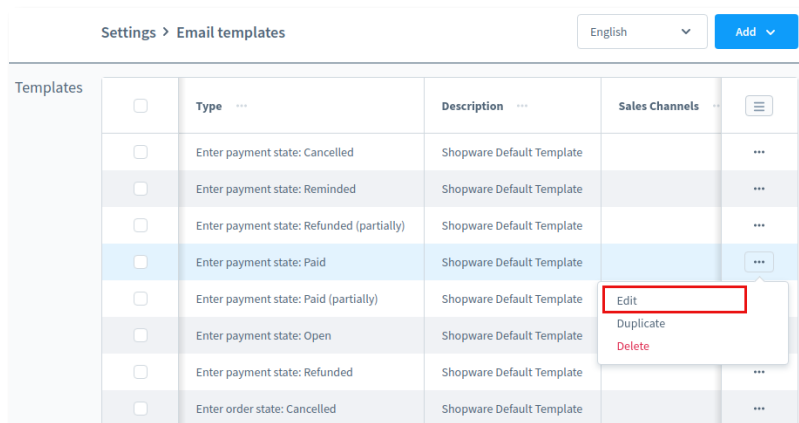 Settings > Email templates
English
Add
Templates
Type ···
Description ···
Sales Channels ···
Enter payment state: Cancelled Shopware Default Template ···
Enter payment state: Reminded Shopware Default Template ···
Enter payment state: Refunded (partially) Shopware Default Template ···
Enter payment state: Paid Shopware Default Template ···
Enter payment state: Paid (partially) Shopware Default Template
Edit
Duplicate
Enter payment state: Open Shopware Default Template
Delete
Enter payment state: Refunded Shopware Default Template ···
Enter order state: Cancelled Shopware Default Template ···